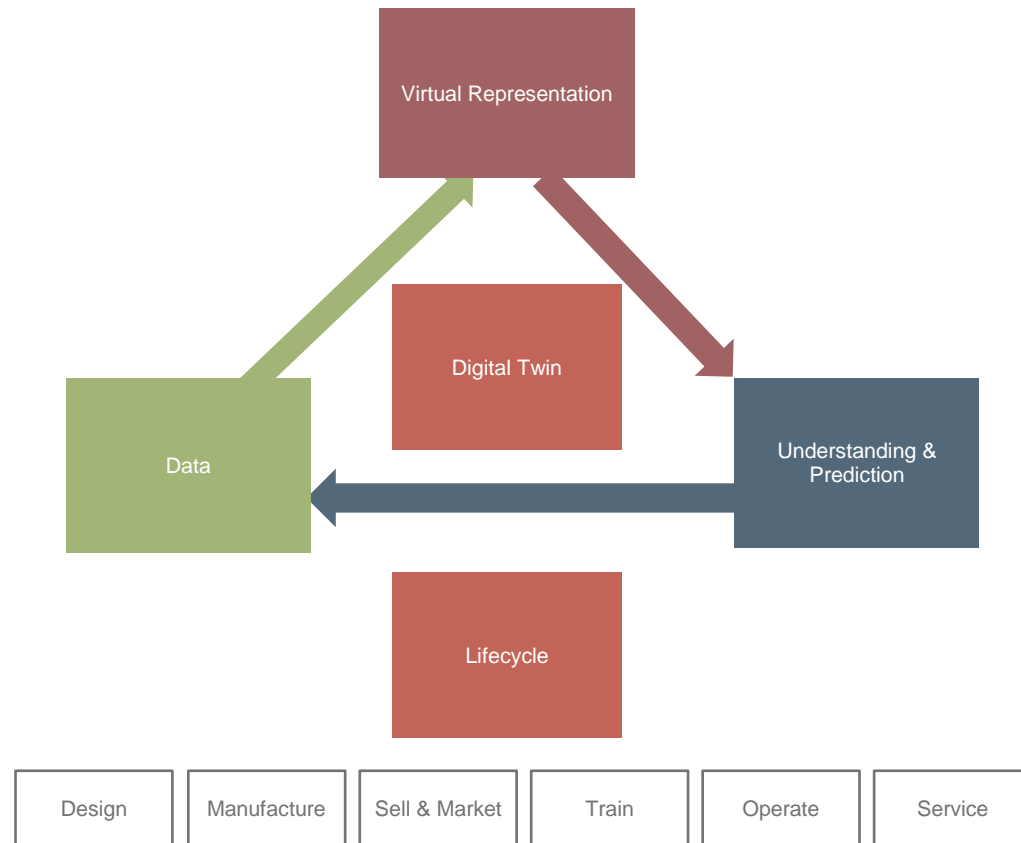 Virtual Representation
Digital Twin
Data
Understanding &
Prediction
Lifecycle
Design
Manufacture
Sell & Market
Train
Operate
Service